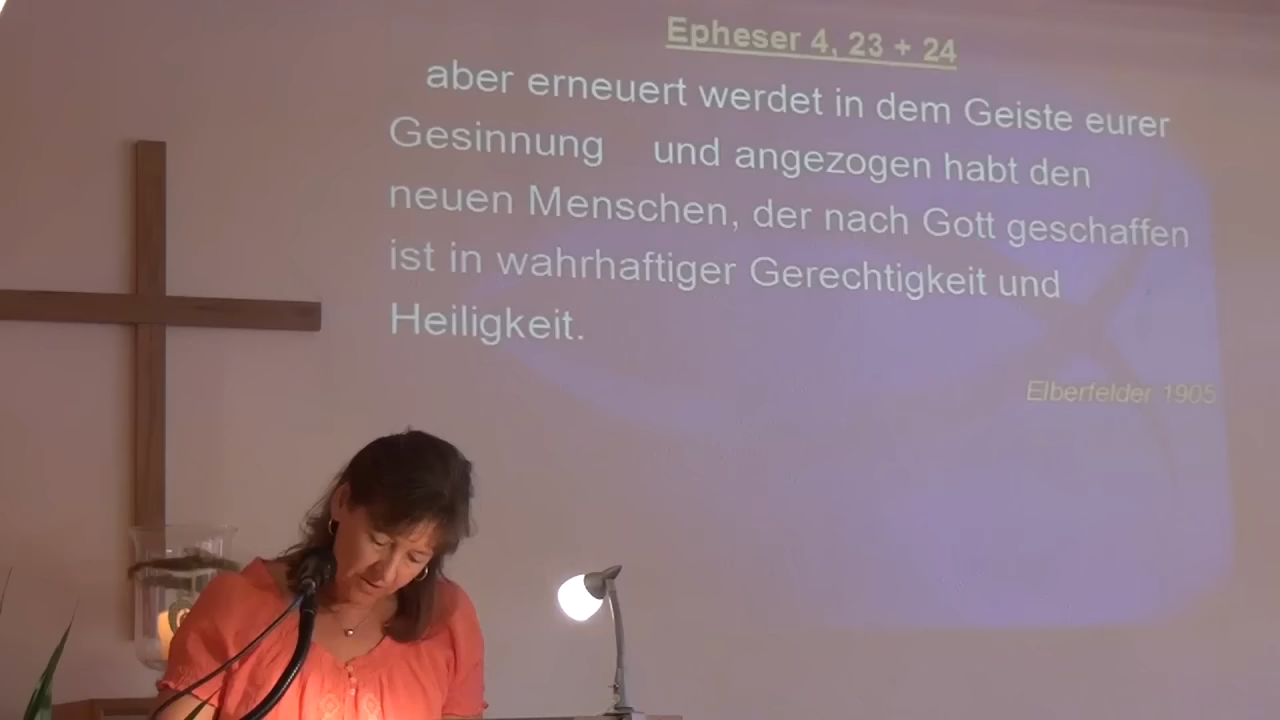 Epheser 4, 23 + 24
aber erneuert werdet in dem Geiste eurer
Gesinnung und angezogen habt den
neuen Menschen, der nach Gott geschaffen
ist in wahrhaftiger Gerechtigkeit und
Heiligkeit.
Elberfelder 1905